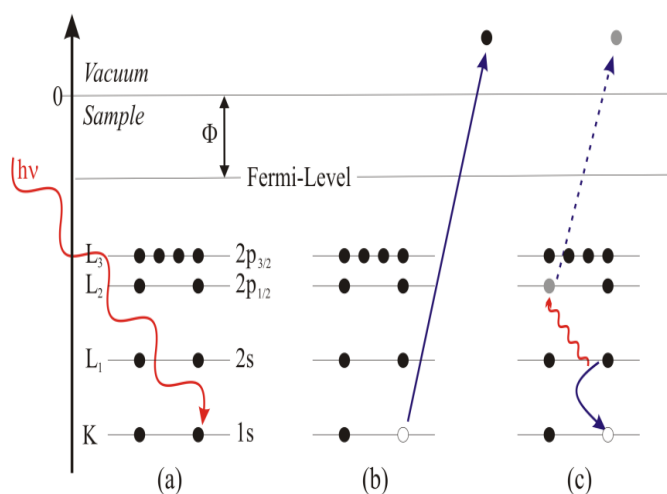 Vacuum
0
Sample
Φ
hν
Fermi-Level
L₃ 2p₃/₂
L₂ 2p₁/₂
L₁ 2s
K 1s
(a) (b) (c)